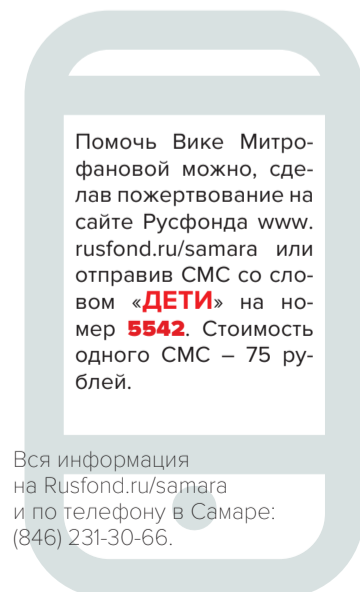 Помочь Вике Митро-
фановой можно, сде-
лав пожертвование на
сайте Русфонда www.
rusfond.ru/samara или
отправив СМС со сло-
вом «ДЕТИ» на но-
мер 5542. Стоимость
одного СМС – 75 ру-
блей.
Вся информация
на Rusfond.ru/samara
и по телефону в Самаре:
(846) 231-30-66.